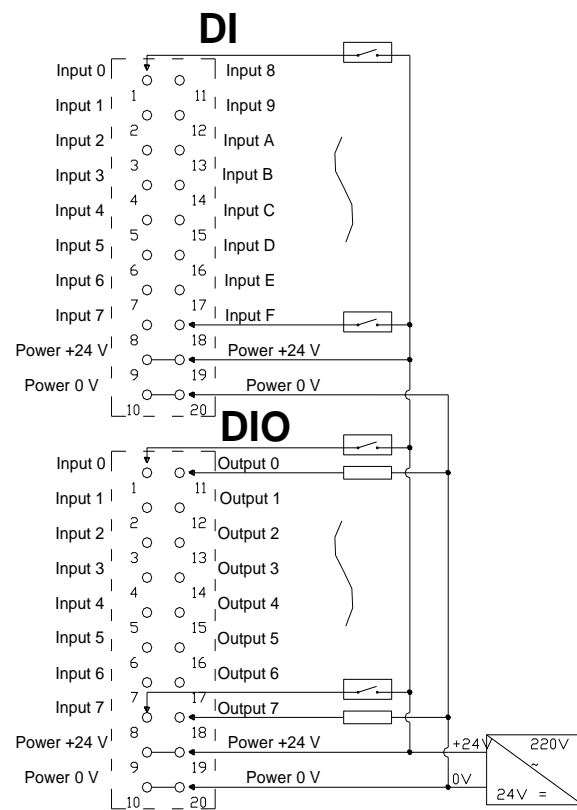 DI
Input 0 Input 8
1 11
Input 1 Input 9
2 12
Input 2 Input A
3 13
Input 3 Input B
4 14
Input 4 Input C
5 15
Input 5 Input D
6 16
Input 6 Input E
7 17
Input 7 Input F
8 18
Power +24 V Power +24 V
9 19
Power 0 V Power 0 V
10 20
DIO
Input 0 Output 0
1 11
Input 1 Output 1
2 12
Input 2 Output 2
3 13
Input 3 Output 3
4 14
Input 4 Output 4
5 15
Input 5 Output 5
6 16
Input 6 Output 6
7 17
Input 7 Output 7
8 18
Power +24 V Power +24 V +24V 220V
~
9 19
Power 0 V Power 0 V 0V
10 20 24V =